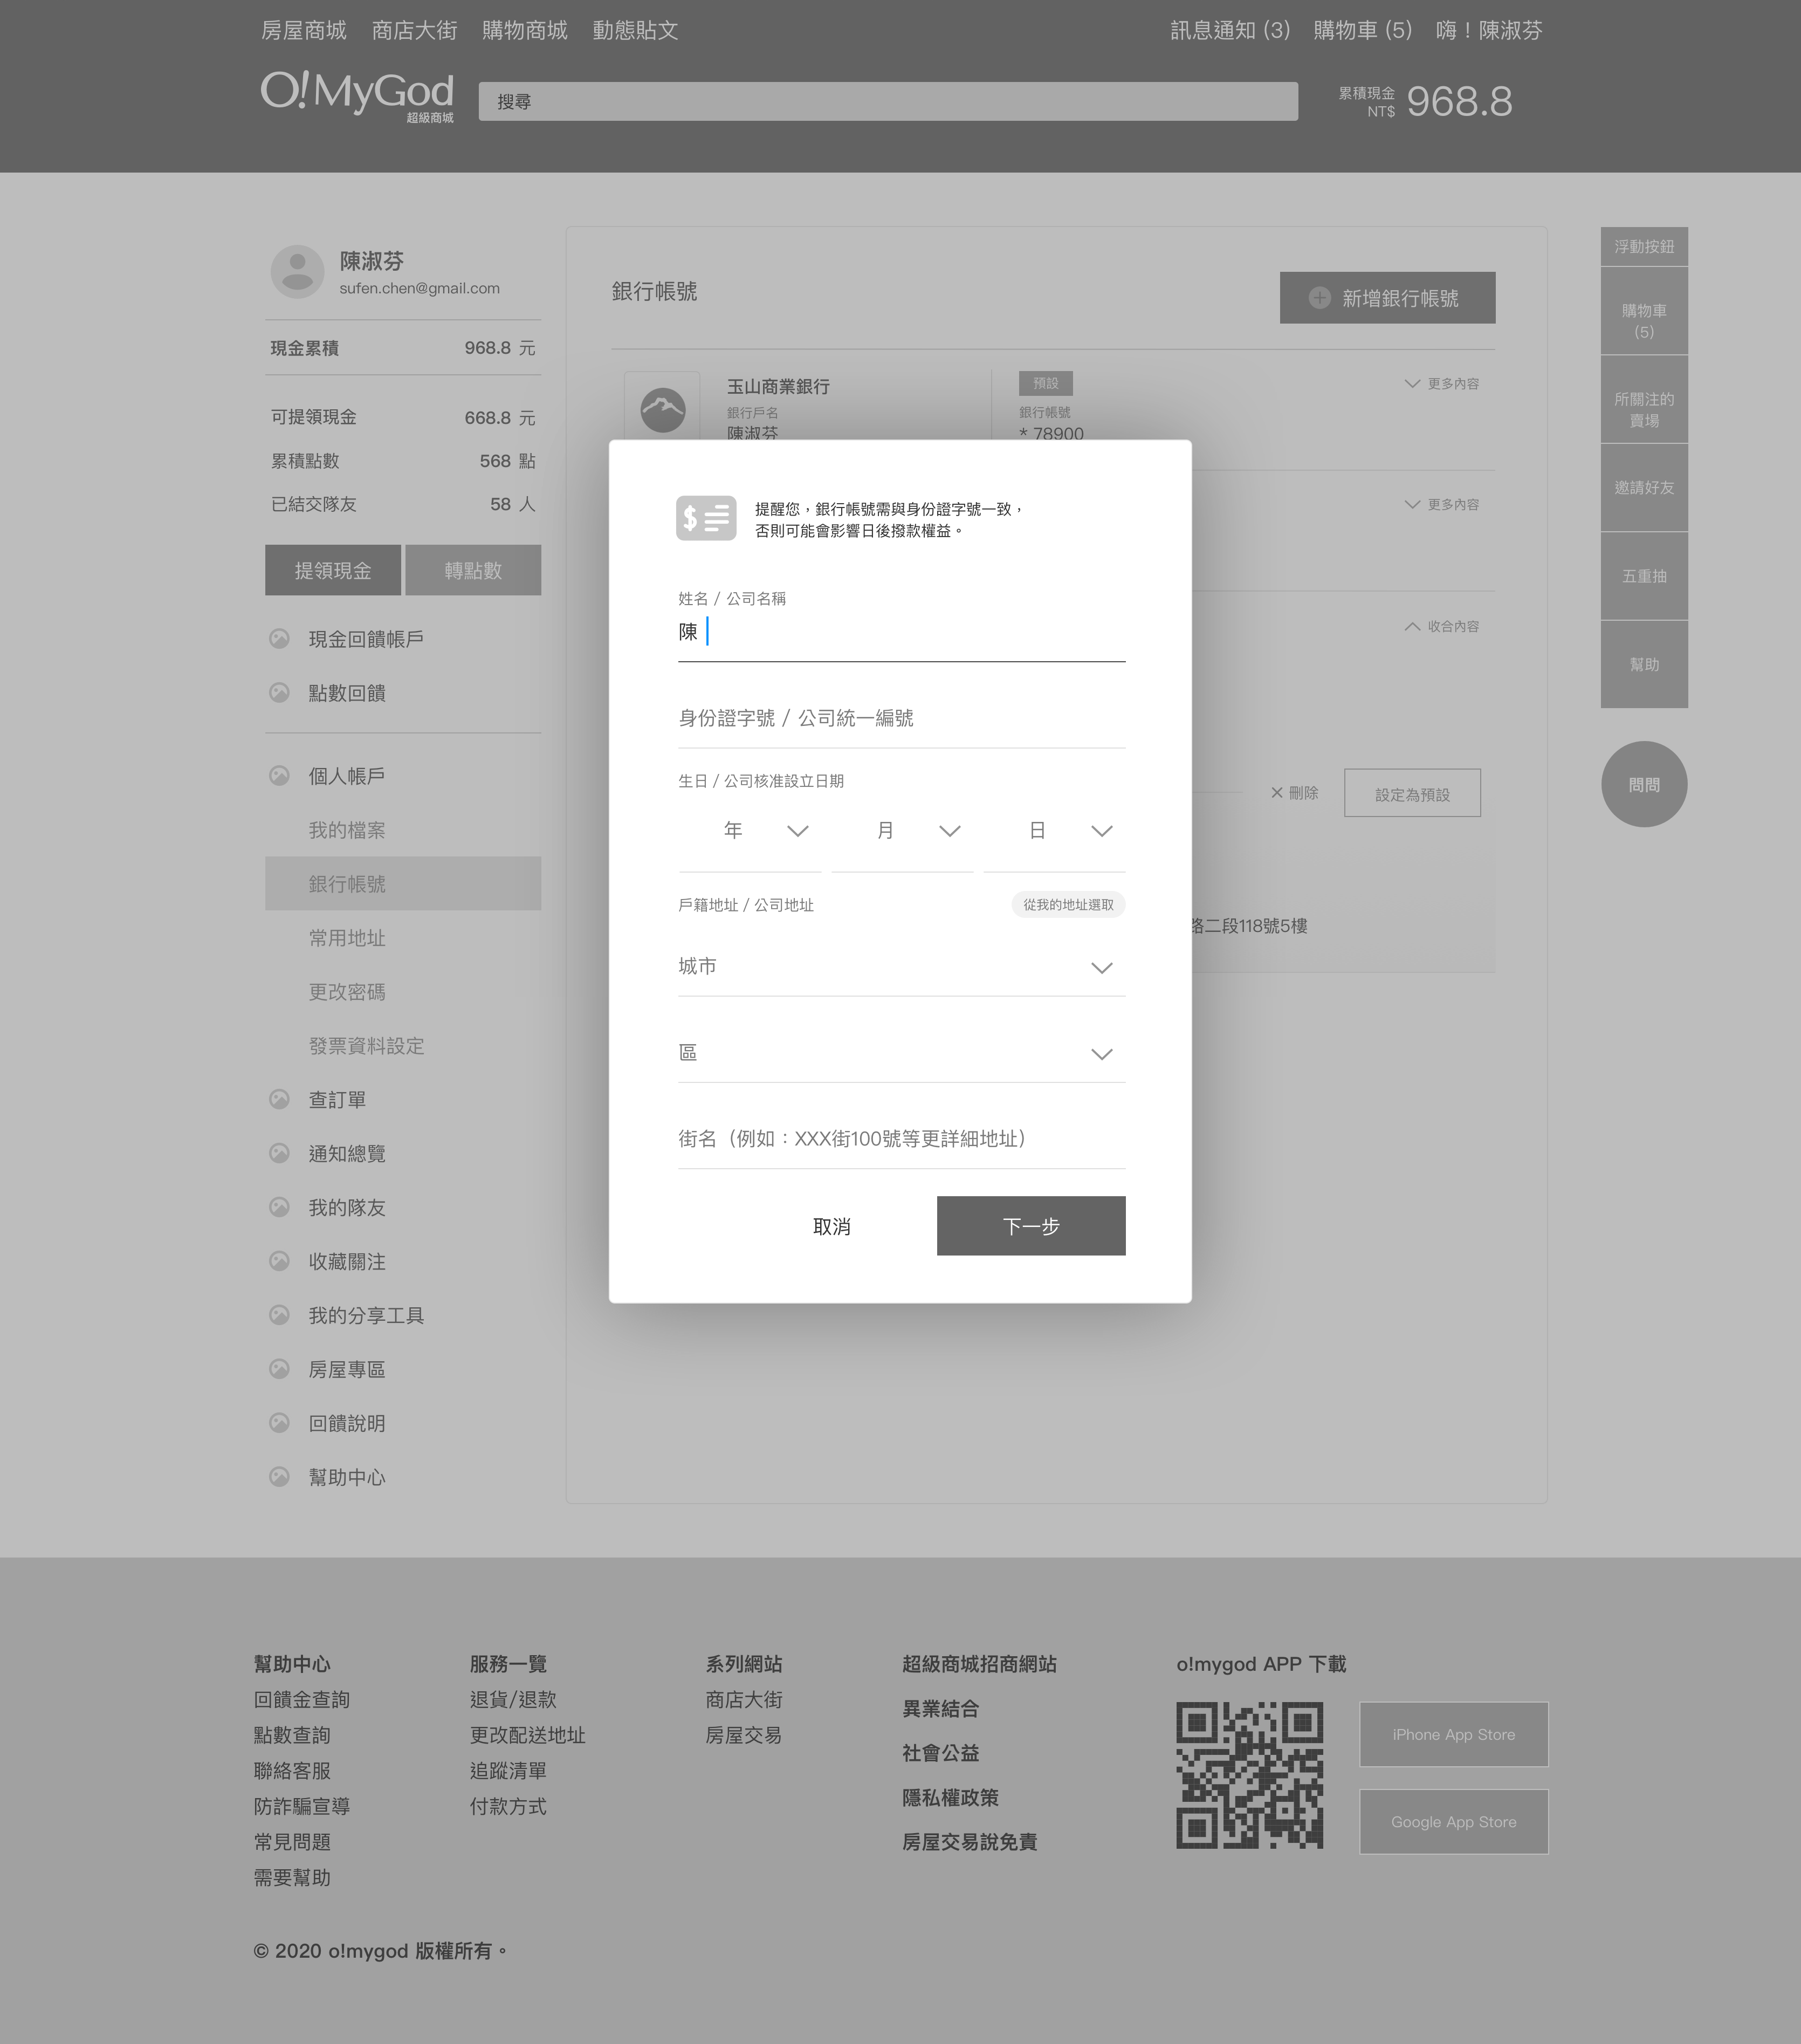 房屋商城 商店大街 購物商城 動態貼文 訊息通知 (3) 購物車 (5) 嗨！陳淑芬
O!MyGod
超級商城
搜尋
累積現金
NT$
968.8
陳淑芬
sufen.chen@gmail.com
現金累積 968.8 元
可提領現金 668.8 元
累積點數 568 點
已結交隊友 58 人
提領現金 轉點數
現金回饋帳戶
點數回饋
個人帳戶
我的檔案
銀行帳號
常用地址
更改密碼
發票資料設定
查訂單
通知總覽
我的隊友
收藏關注
我的分享工具
房屋專區
回饋說明
幫助中心
銀行帳號
新增銀行帳號
玉山商業銀行
銀行戶名
陳淑芬
預設
銀行帳號
* 78900
更多內容
更多內容
收合內容
刪除
設定為預設
路二段118號5樓
提醒您，銀行帳號需與身份證字號一致，
否則可能會影響日後撥款權益。
姓名 / 公司名稱
陳
身份證字號 / 公司統一編號
生日 / 公司核准設立日期
年 月 日
戶籍地址 / 公司地址
從我的地址選取
城市
區
街名（例如：XXX街100號等更詳細地址）
取消
下一步
浮動按鈕
購物車
(5)
所關注的
賣場
邀請好友
五重抽
幫助
問問
幫助中心
回饋金查詢
點數查詢
聯絡客服
防詐騙宣導
常見問題
需要幫助
服務一覽
退貨/退款
更改配送地址
追蹤清單
付款方式
系列網站
商店大街
房屋交易
超級商城招商網站
異業結合
社會公益
隱私權政策
房屋交易說免責
o!mygod APP 下載
iPhone App Store
Google App Store
© 2020 o!mygod 版權所有。